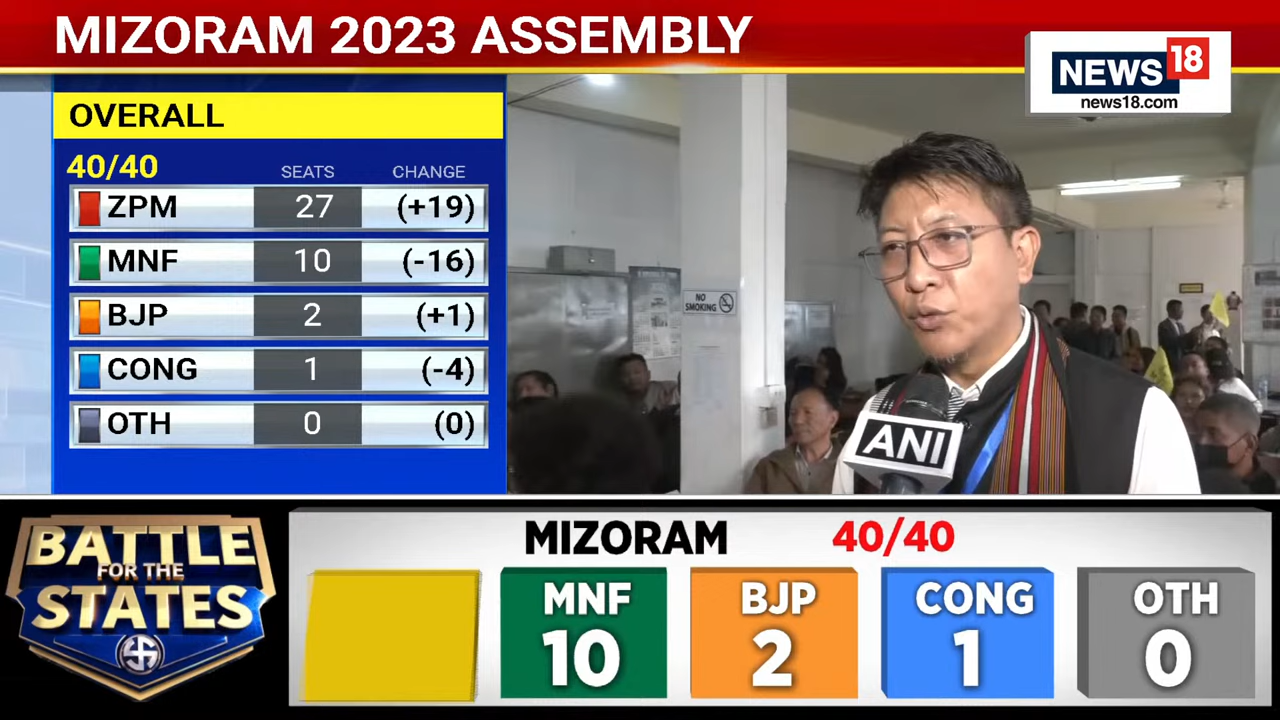 MIZORAM 2023 ASSEMBLY
NEWS 18
news18.com
OVERALL
40/40 SEATS CHANGE
ZPM 27 (+19)
MNF 10 (-16)
BJP 2 (+1)
CONG 1 (-4)
OTH 0 (0)
NO
SMOKING
ANI
BATTLE
FOR THE
STATES
MIZORAM 40/40
MNF BJP CONG OTH
10 2 1 0